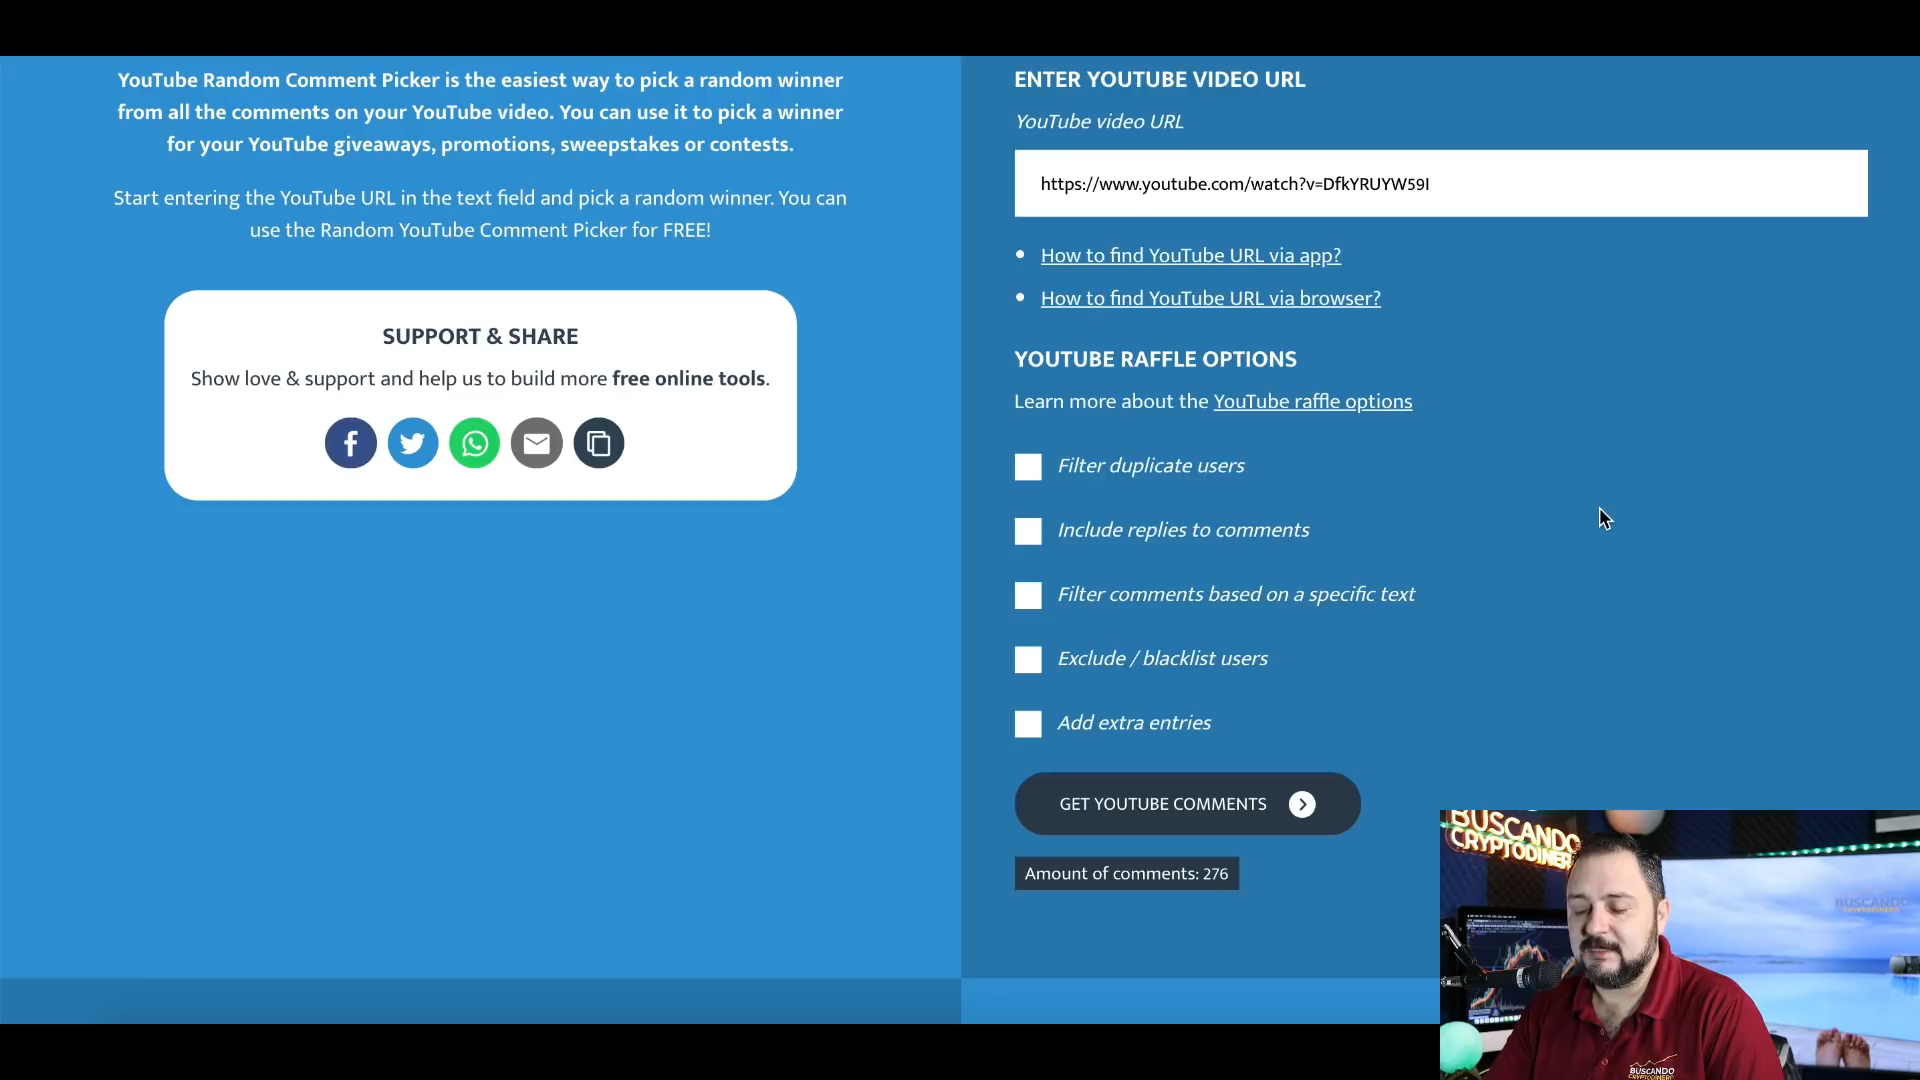 YouTube Random Comment Picker is the easiest way to pick a random winner
from all the comments on your YouTube video. You can use it to pick a winner
for your YouTube giveaways, promotions, sweepstakes or contests.
Start entering the YouTube URL in the text field and pick a random winner. You can
use the Random YouTube Comment Picker for FREE!
SUPPORT & SHARE
Show love & support and help us to build more free online tools.
ENTER YOUTUBE VIDEO URL
YouTube video URL
https://www.youtube.com/watch?v=DfkYRUYW59I
How to find YouTube URL via app?
How to find YouTube URL via browser?
YOUTUBE RAFFLE OPTIONS
Learn more about the YouTube raffle options
Filter duplicate users
Include replies to comments
Filter comments based on a specific text
Exclude / blacklist users
Add extra entries
GET YOUTUBE COMMENTS
Amount of comments: 276
BUSCANDO
CRYPTODINERO
BUSCANDO
CRYPTODINERO
BUSCANDO
CRYPTODINERO